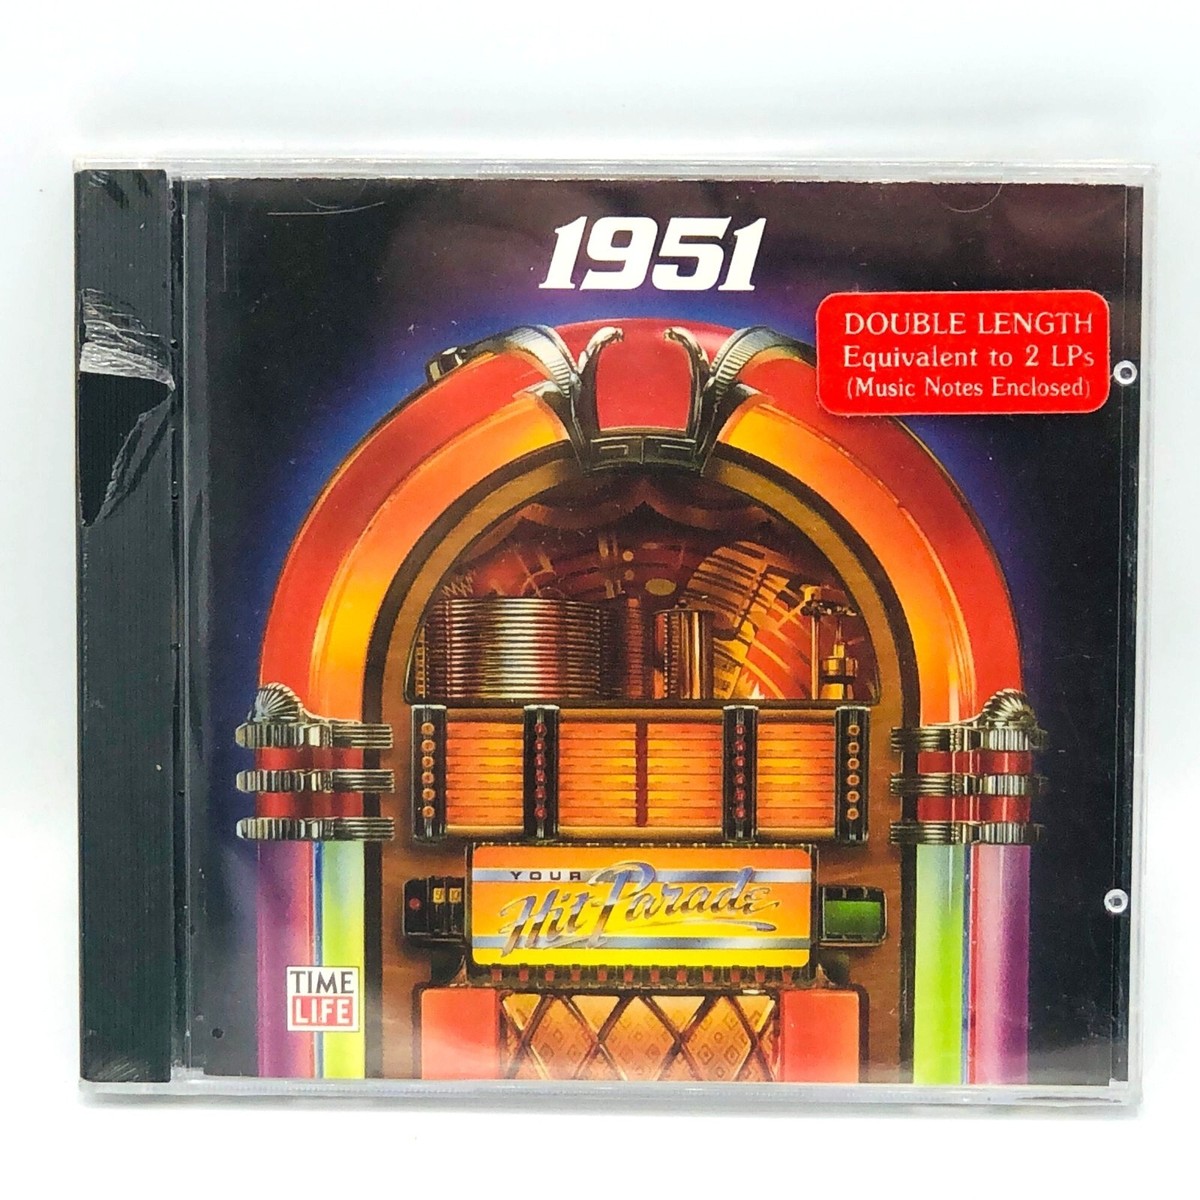 1951
DOUBLE LENGTH
Equivalent to 2 LPs
(Music Notes Enclosed)
YOUR
Hit Parade
TIME
LIFE